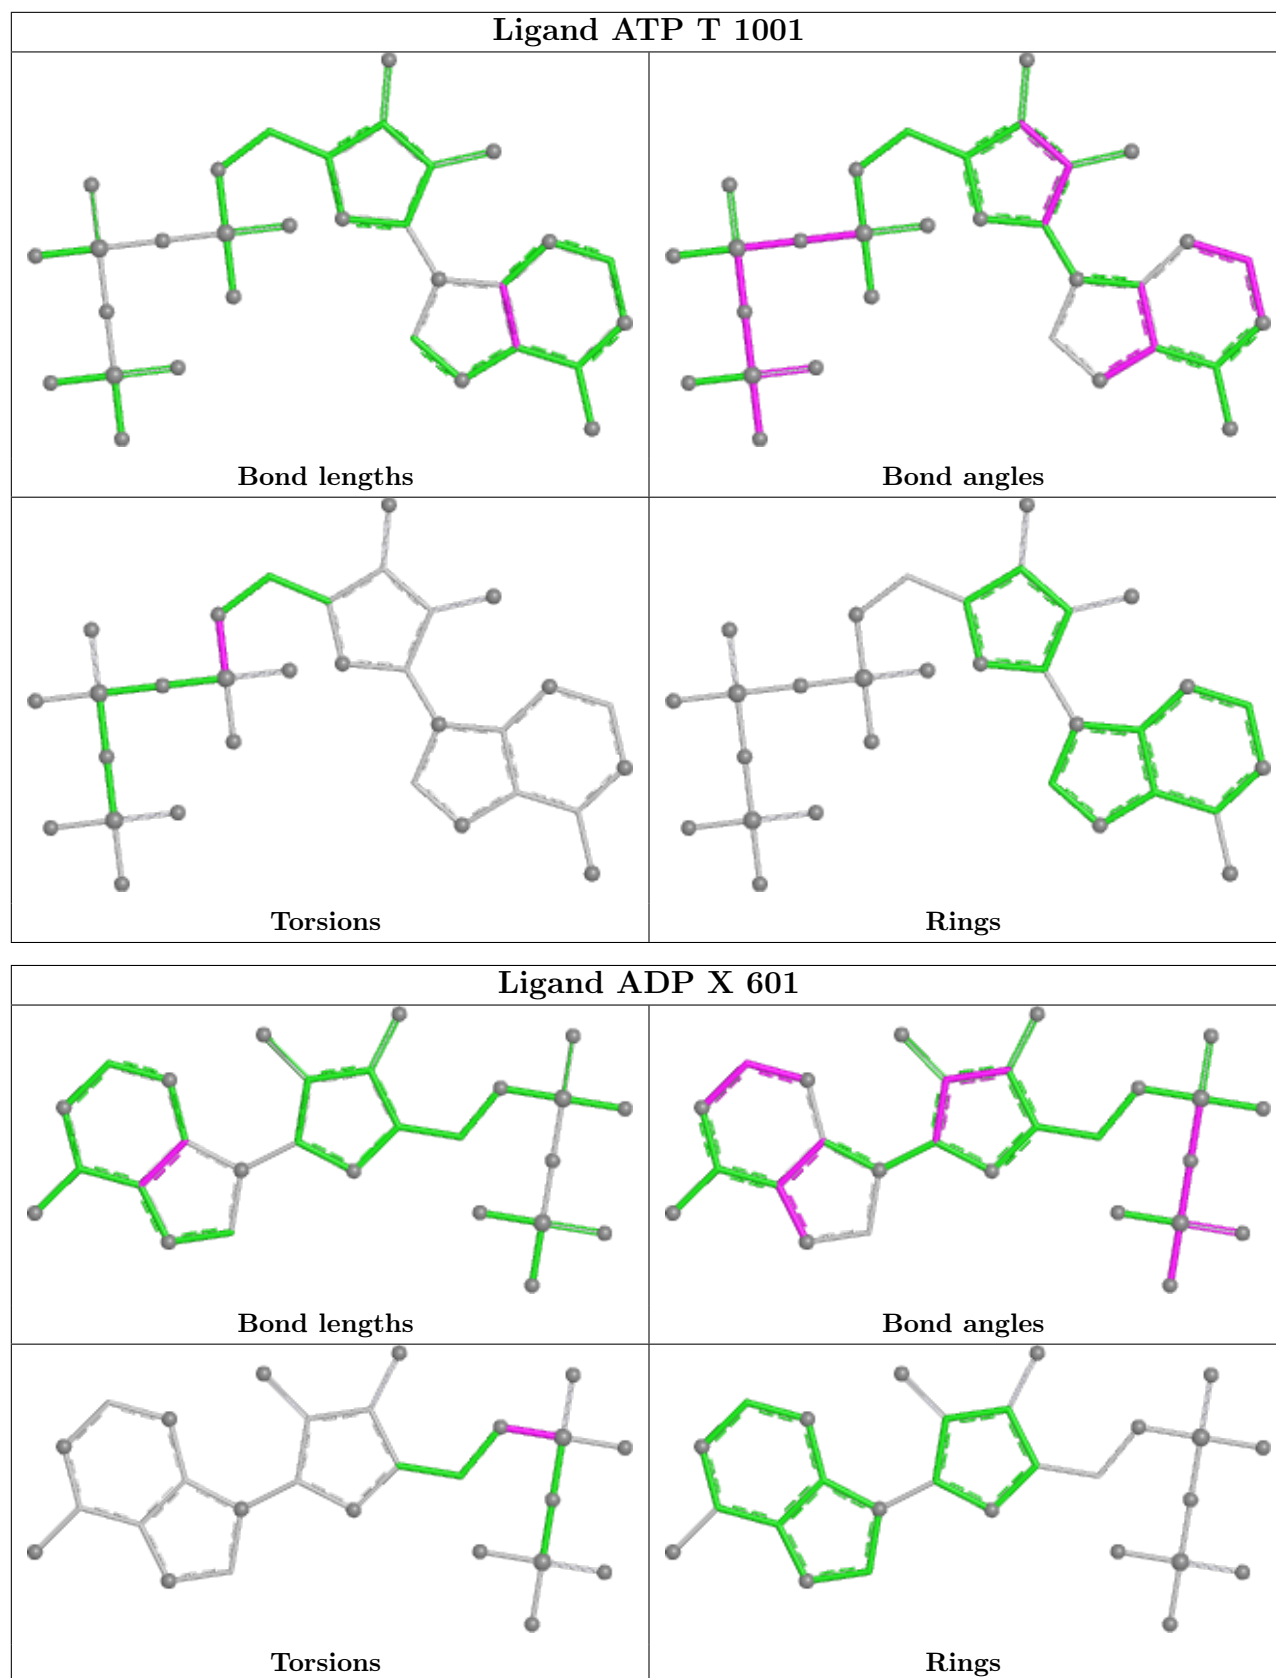 Ligand ATP T 1001
Bond lengths
Bond angles
Torsions
Rings
Ligand ADP X 601
Bond lengths
Bond angles
Torsions
Rings